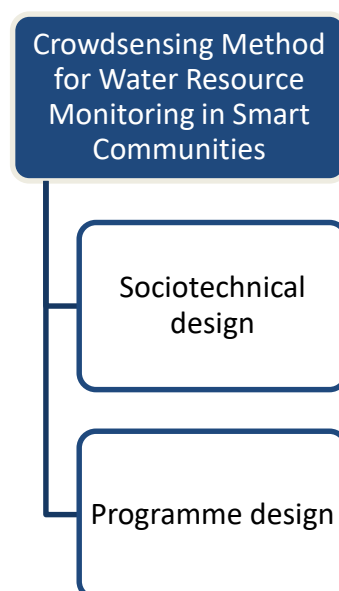 Crowdsensing Method
for Water Resource
Monitoring in Smart
Communities
Sociotechnical
design
Programme design